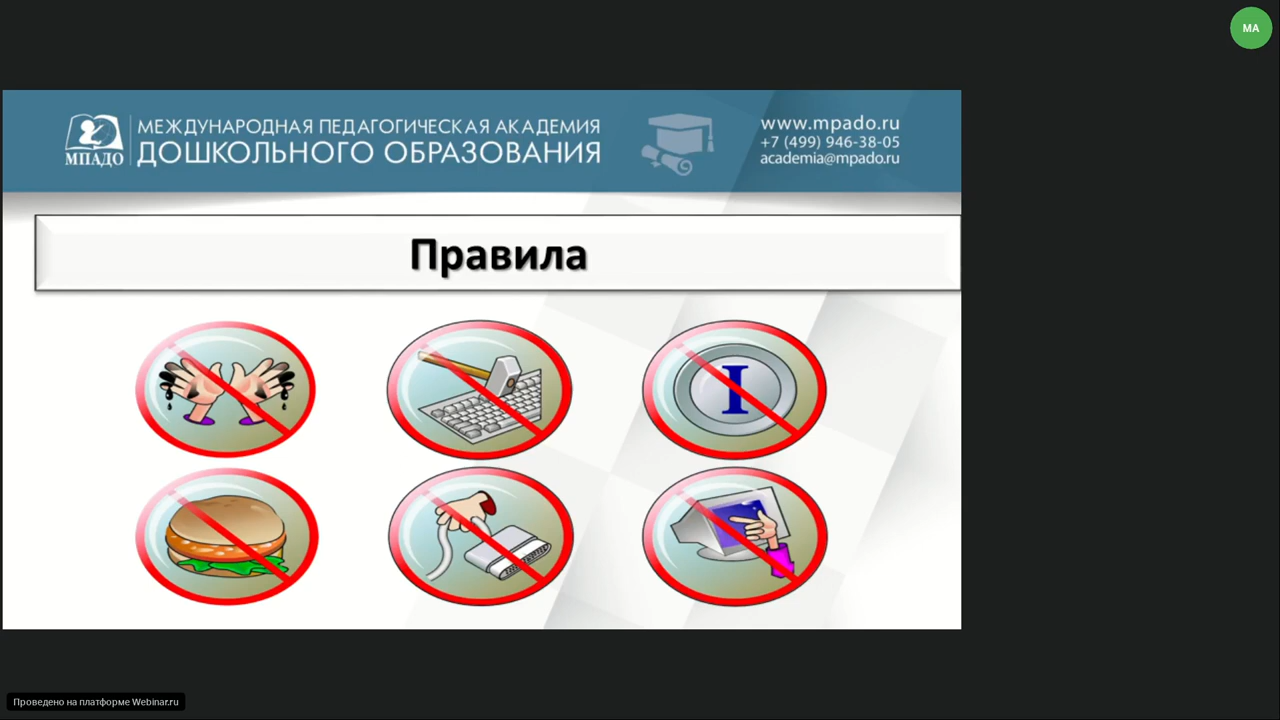 МА
МЕЖДУНАРОДНАЯ ПЕДАГОГИЧЕСКАЯ АКАДЕМИЯ
ДОШКОЛЬНОГО ОБРАЗОВАНИЯ
МПАДО
www.mpado.ru
+7 (499) 946-38-05
academia@mpado.ru
Правила
I
Проведено на платформе Webinar.ru